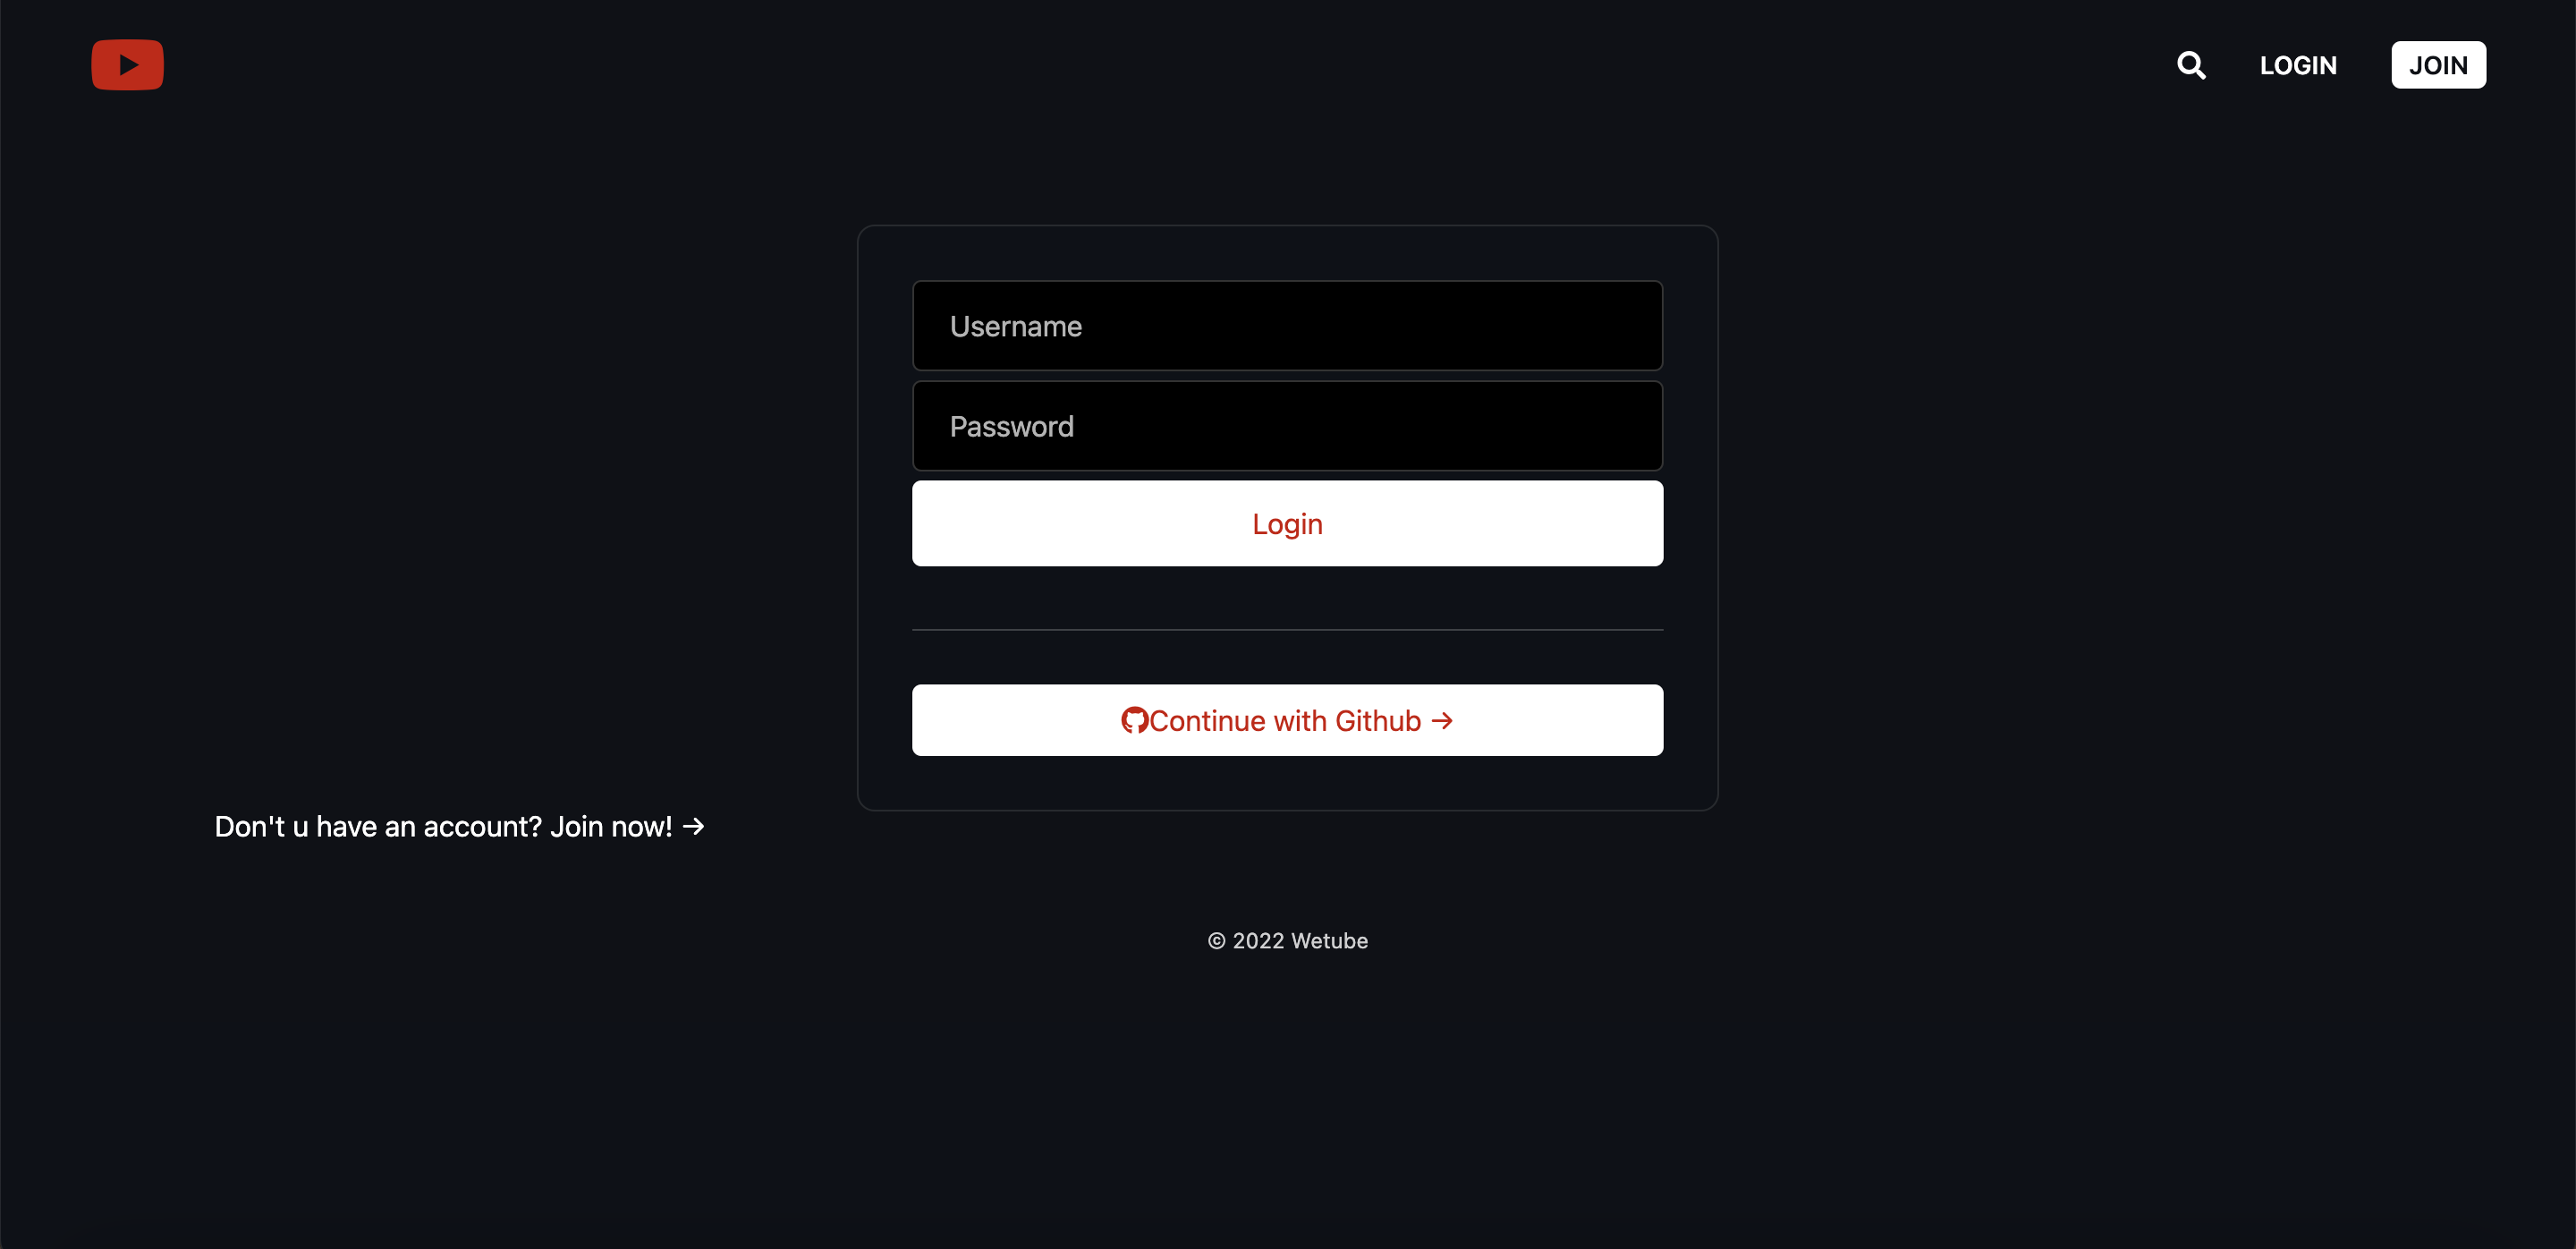 LOGIN
JOIN
Username
Password
Login
Continue with Github →
Don't u have an account? Join now! →
© 2022 Wetube